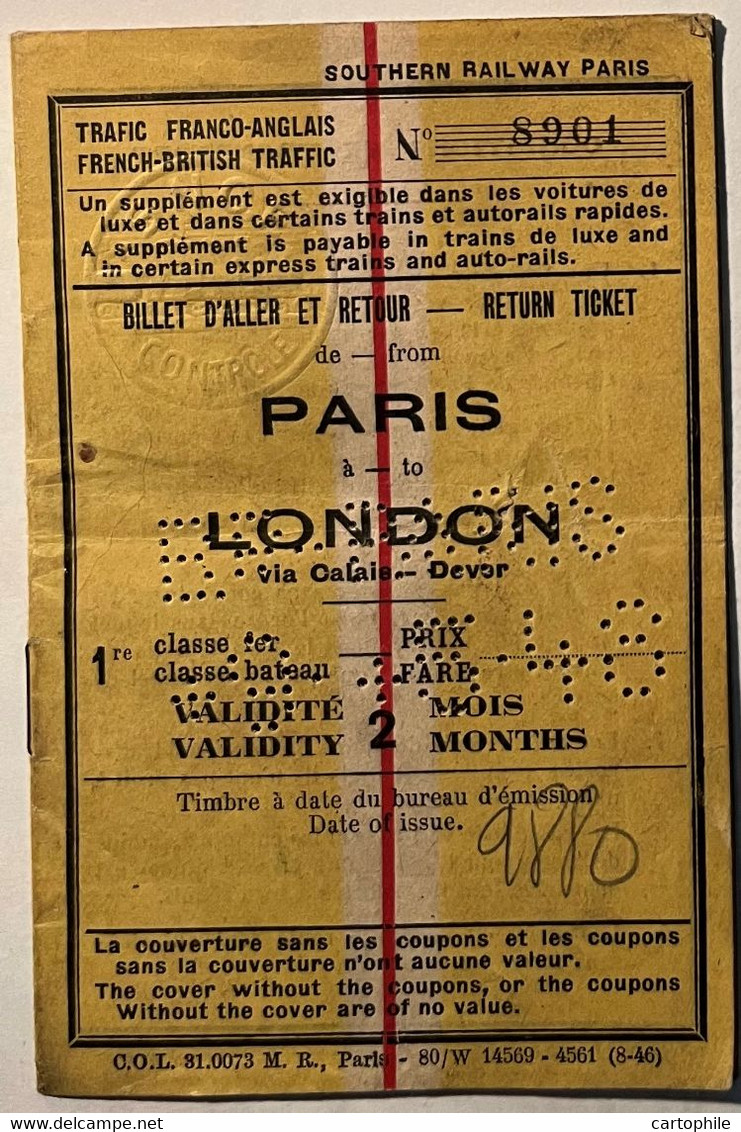 SOUTHERN RAILWAY PARIS
TRAFIC FRANCO-ANGLAIS
FRENCH-BRITISH TRAFFIC
Nº 8901
Un supplément est exigible dans les voitures de
luxe et dans certains trains et autorails rapides.
A supplément is payable in trains de luxe and
in certain express trains and auto-rails.
BILLET D'ALLER ET RETOUR — RETURN TICKET
de — from
PARIS
à — to
LONDON
via Calais - Dover
1re classe fer PRIX
classe bateau FARE
48
VALIDITÉ 2 MOIS
VALIDITY MONTHS
Timbre à date du bureau d'émission
Date of issue.
9880
La couverture sans les coupons et les coupons
sans la couverture n'ont aucune valeur.
The cover without the coupons, or the coupons
Without the cover are of no value.
C.O.L. 31.0073 M. R., Paris - 80/W 14569 - 4561 (8-46)
CONTROLE
cartophile